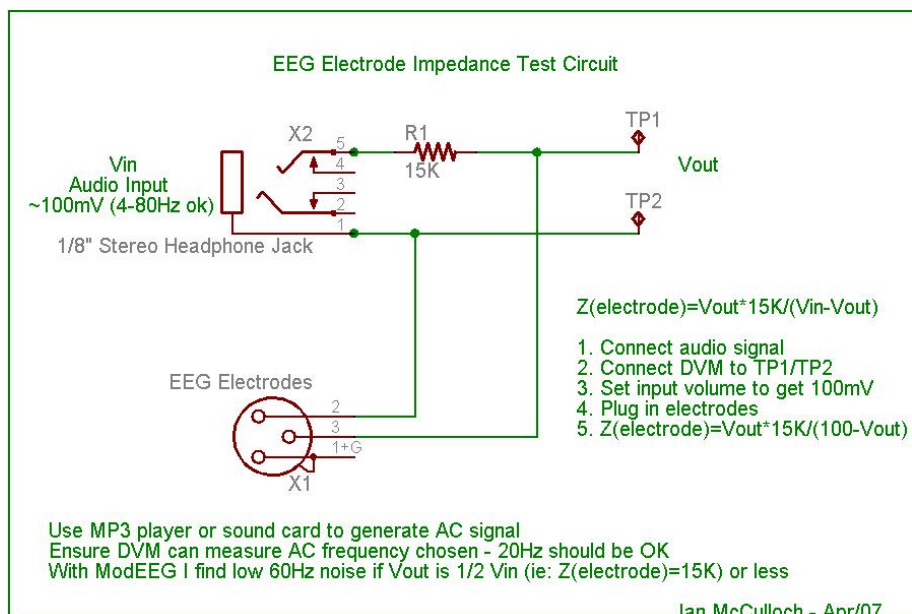 EEG Electrode Impedance Test Circuit
TP1
X2
R1
5
4
15K
Vin
Audio Input
~100mV (4-80Hz ok)
Vout
3
2
TP2
1
1/8" Stereo Headphone Jack
Z(electrode)=Vout*15K/(Vin-Vout)
1. Connect audio signal
2. Connect DVM to TP1/TP2
3. Set input volume to get 100mV
4. Plug in electrodes
5. Z(electrode)=Vout*15K/(100-Vout)
EEG Electrodes
2
3
1+G
X1
Use MP3 player or sound card to generate AC signal
Ensure DVM can measure AC frequency chosen - 20Hz should be OK
With ModEEG I find low 60Hz noise if Vout is 1/2 Vin (ie: Z(electrode)=15K) or less
Ian McCulloch - Apr/07